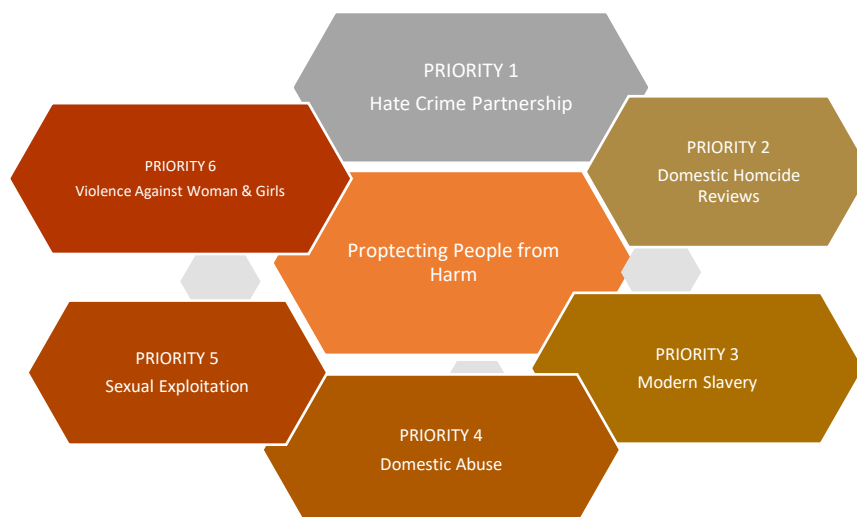 PRIORITY 1
Hate Crime Partnership
PRIORITY 2
Domestic Homcide
Reviews
PRIORITY 6
Violence Against Woman & Girls
Proptecting People from
Harm
PRIORITY 3
Modern Slavery
PRIORITY 5
Sexual Exploitation
PRIORITY 4
Domestic Abuse